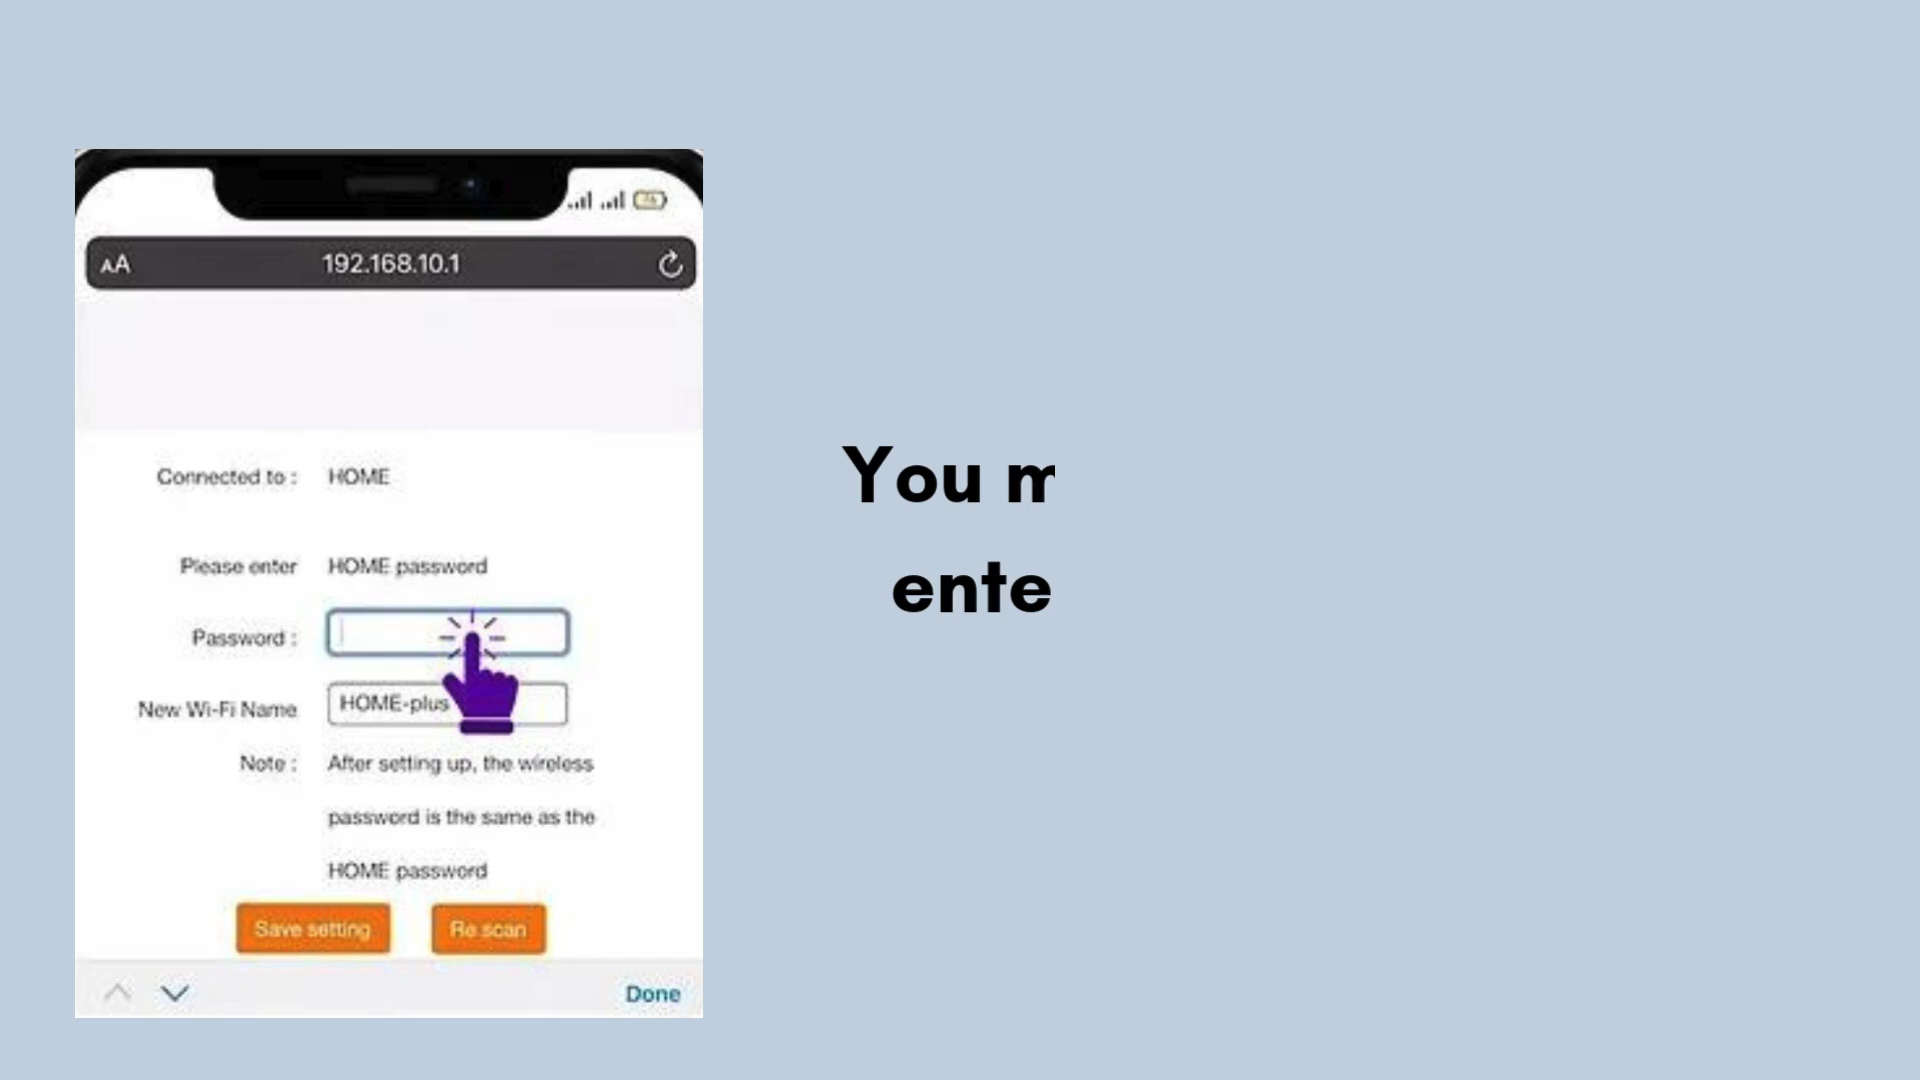 AA 192.168.10.1
Connected to : HOME
Please enter HOME password
Password :
New Wi-Fi Name HOME-plus
Note : After setting up, the wireless
password is the same as the
HOME password
Save setting Re scan
Done
You m
ente